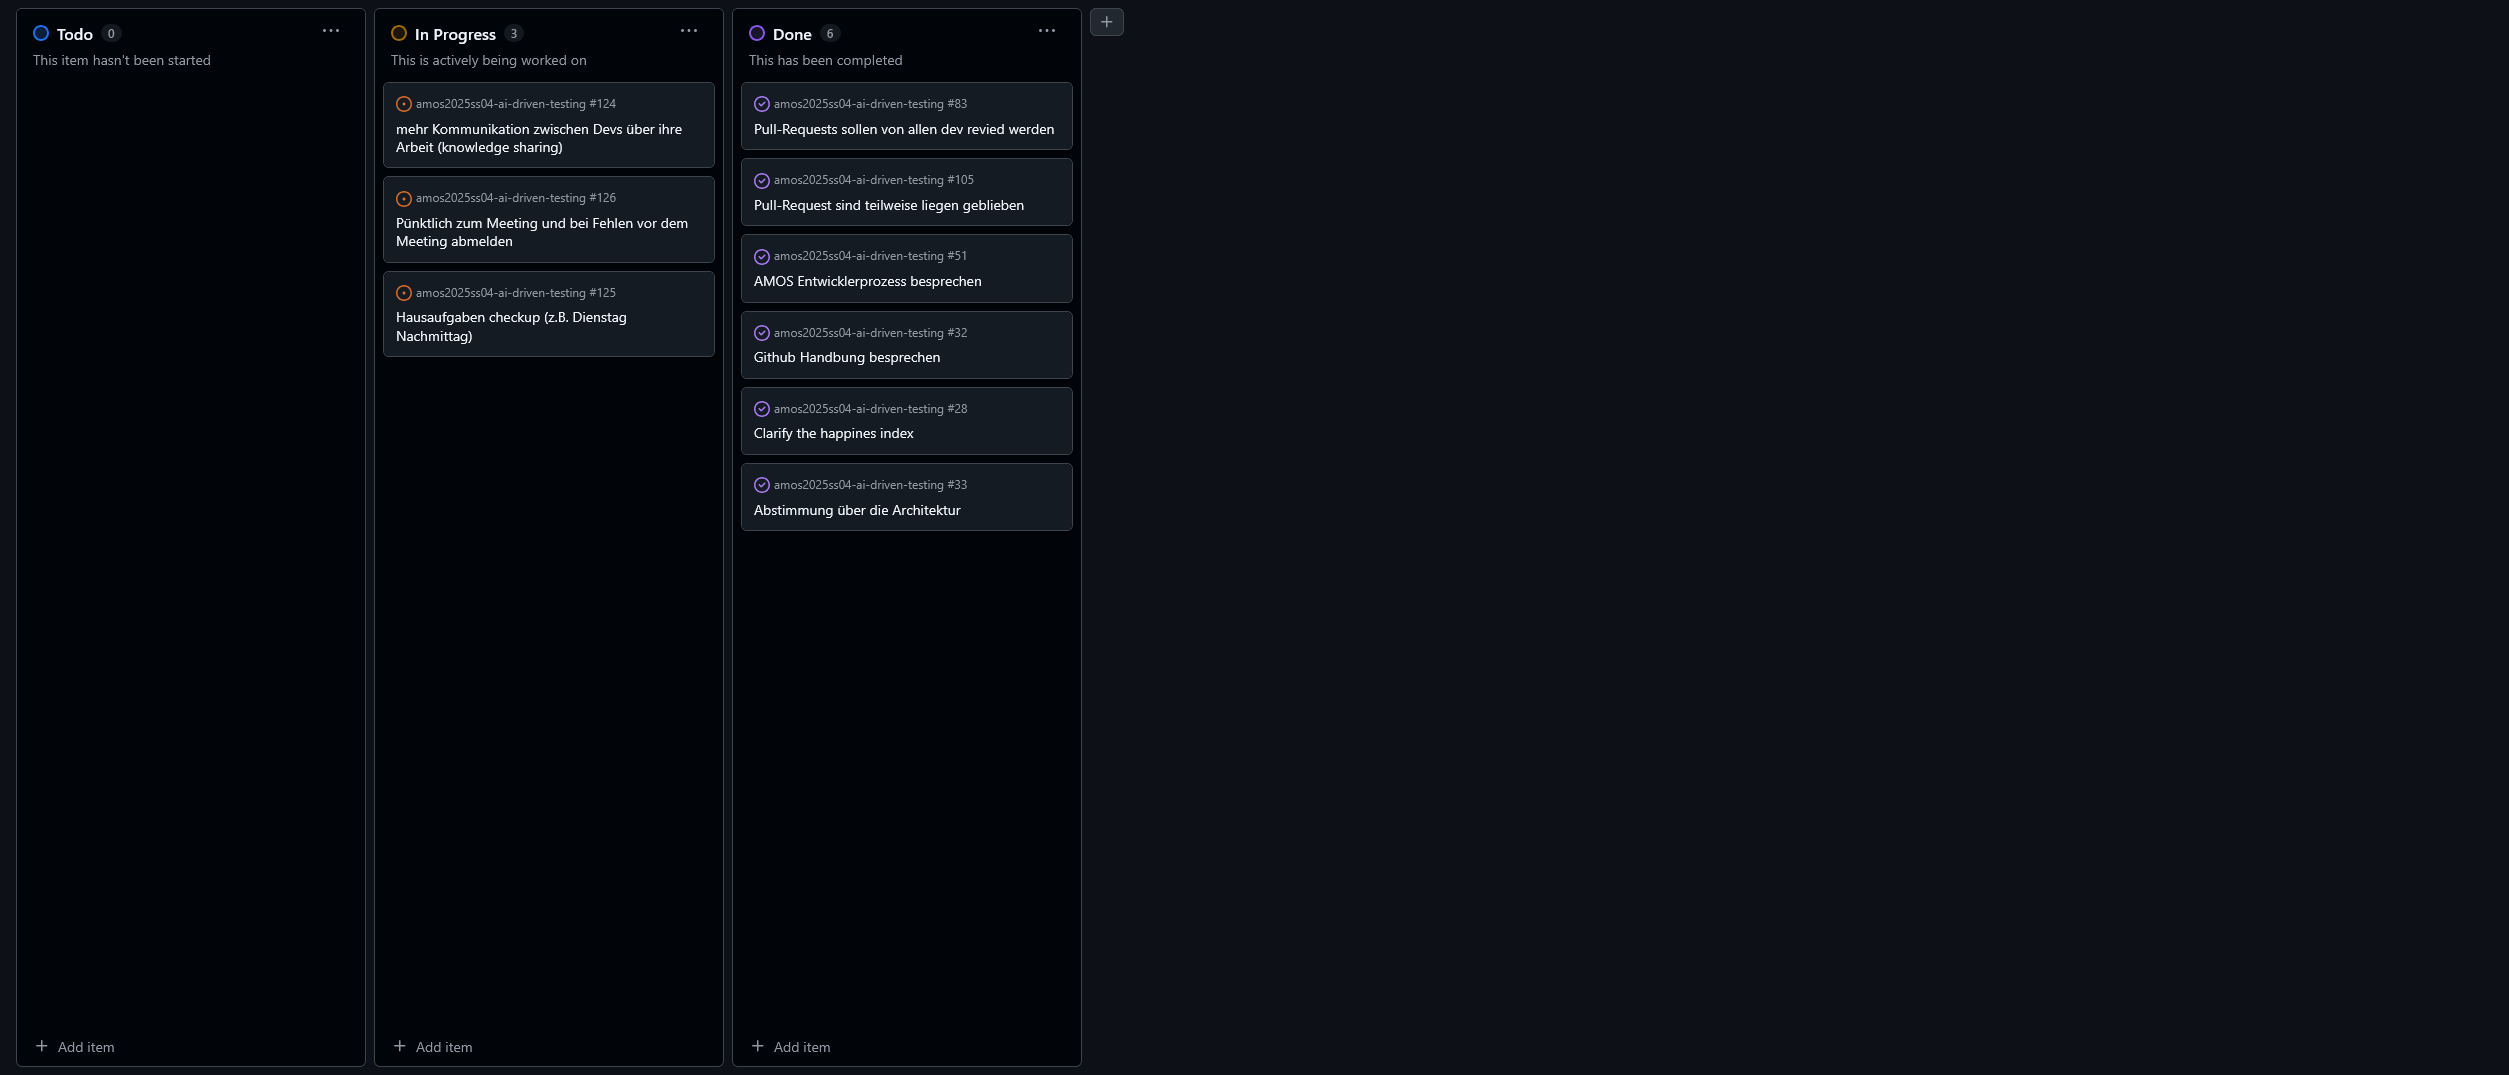 Todo 0
This item hasn't been started
Add item
In Progress 3
This is actively being worked on
amos2025ss04-ai-driven-testing #124
mehr Kommunikation zwischen Devs über ihre
Arbeit (knowledge sharing)
amos2025ss04-ai-driven-testing #126
Pünktlich zum Meeting und bei Fehlen vor dem
Meeting abmelden
amos2025ss04-ai-driven-testing #125
Hausaufgaben checkup (z.B. Dienstag
Nachmittag)
Add item
Done 6
This has been completed
amos2025ss04-ai-driven-testing #83
Pull-Requests sollen von allen dev revied werden
amos2025ss04-ai-driven-testing #105
Pull-Request sind teilweise liegen geblieben
amos2025ss04-ai-driven-testing #51
AMOS Entwicklerprozess besprechen
amos2025ss04-ai-driven-testing #32
Github Handbung besprechen
amos2025ss04-ai-driven-testing #28
Clarify the happines index
amos2025ss04-ai-driven-testing #33
Abstimmung über die Architektur
Add item